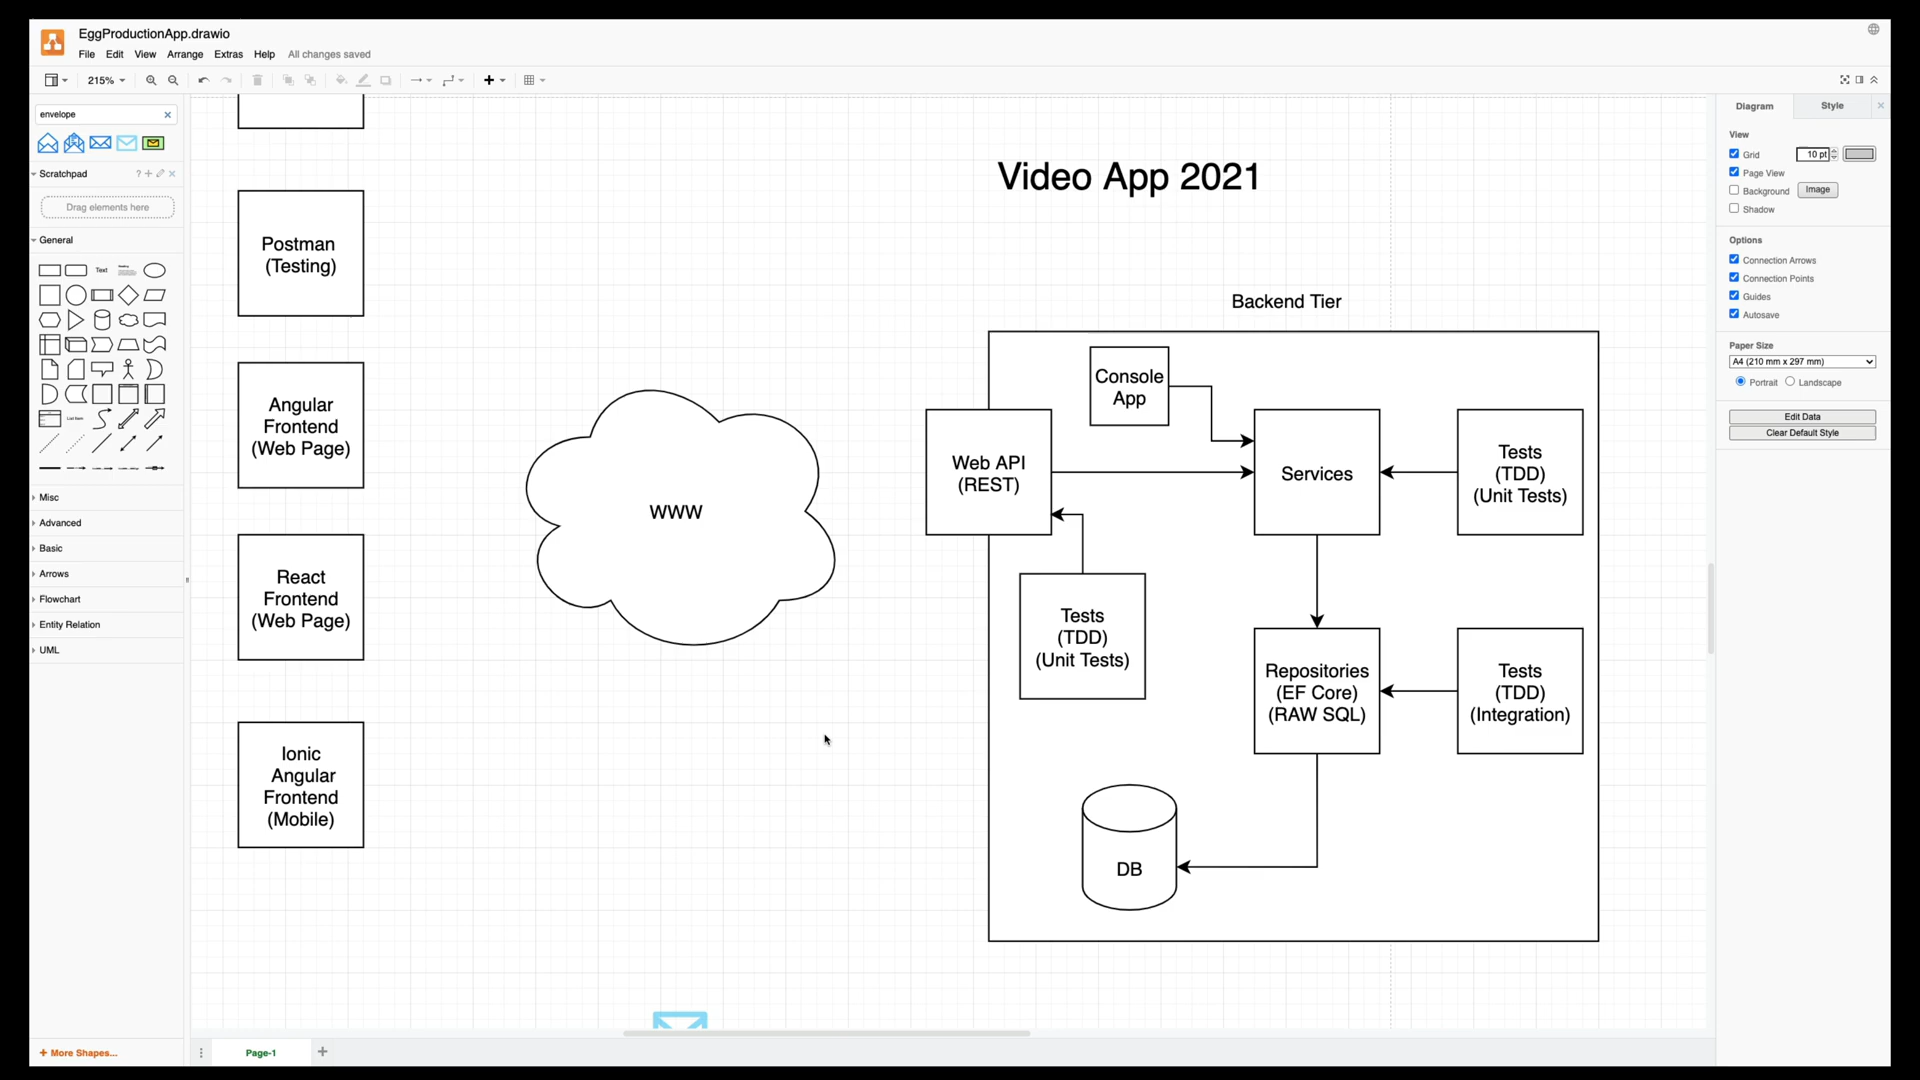 EggProductionApp.drawio
File Edit View Arrange Extras Help All changes saved
215%
envelope
Scratchpad
?
Drag elements here
General
Text
List Item
Misc
Advanced
Basic
Arrows
Flowchart
Entity Relation
UML
+ More Shapes...
Postman
(Testing)
Angular
Frontend
(Web Page)
React
Frontend
(Web Page)
Ionic
Angular
Frontend
(Mobile)
WWW
Video App 2021
Backend Tier
Console
App
Web API
(REST)
Services
Tests
(TDD)
(Unit Tests)
Tests
(TDD)
(Unit Tests)
Repositories
(EF Core)
(RAW SQL)
Tests
(TDD)
(Integration)
DB
Page-1
Diagram Style
View
Grid 10 pt
Page View
Background Image
Shadow
Options
Connection Arrows
Connection Points
Guides
Autosave
Paper Size
A4 (210 mm x 297 mm)
Portrait Landscape
Edit Data
Clear Default Style